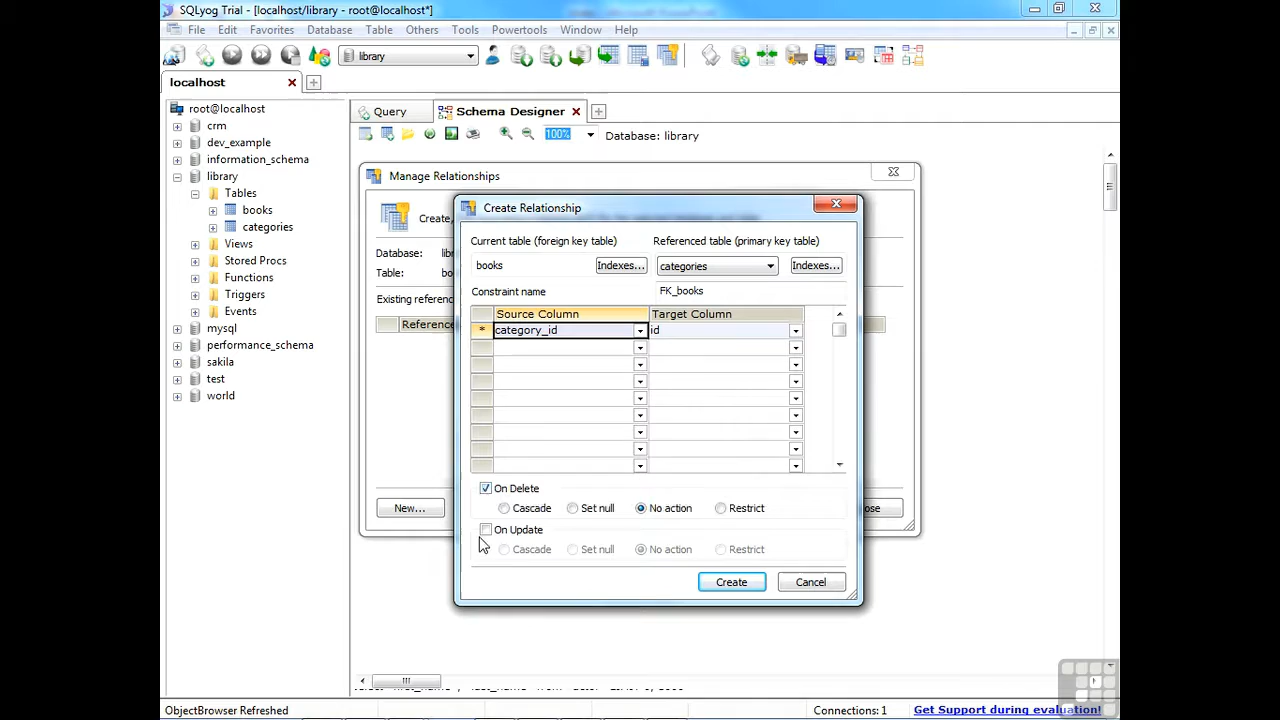 SQLyog Trial - [localhost/library - root@localhost*]
File Edit Favorites Database Table Others Tools Powertools Window Help
library
localhost
root@localhost
crm
dev_example
information_schema
library
Tables
books
categories
Views
Stored Procs
Functions
Triggers
Events
mysql
performance_schema
sakila
test
world
Query Schema Designer
100% Database: library
Manage Relationships
Create,
Database:
Table:
Existing
New...
Create Relationship
Current table (foreign key table) Referenced table (primary key table)
books Indexes... categories Indexes...
Constraint name FK_books
Source Column Target Column
* category_id id
On Delete
Cascade Set null No action Restrict
On Update
Cascade Set null No action Restrict
Create Cancel
ObjectBrowser Refreshed Connections: 1 Get Support during evaluation!